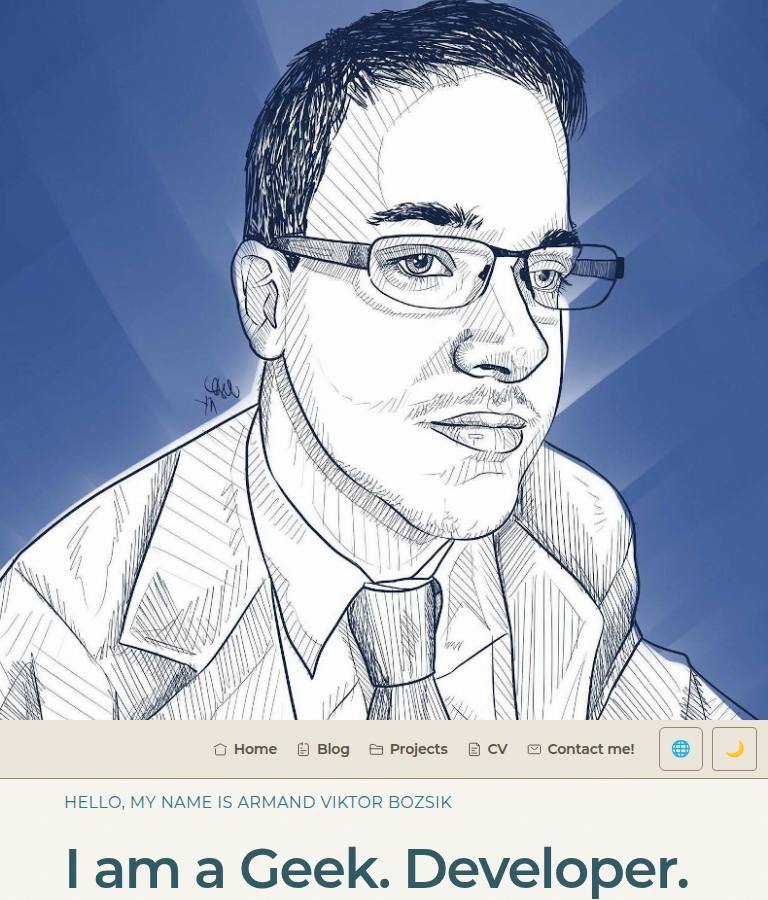 Home Blog Projects CV Contact me!
HELLO, MY NAME IS ARMAND VIKTOR BOZSIK
I am a Geek. Developer.